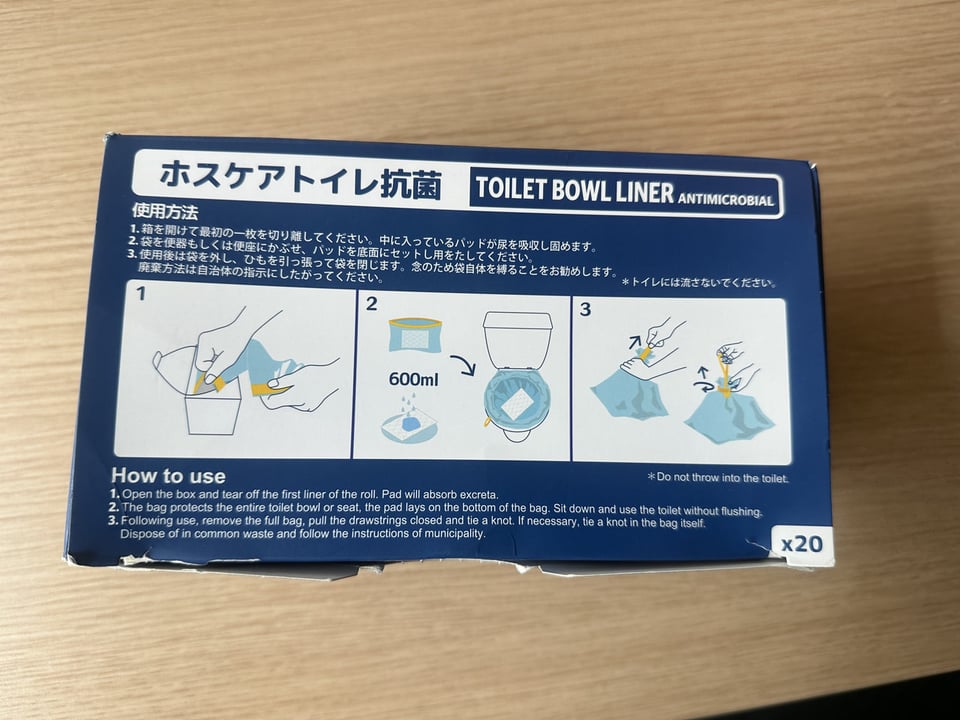 ホスケアトイレ抗菌 TOILET BOWL LINER ANTIMICROBIAL
使用方法
1. 箱を開けて最初の一枚を切り離してください。中に入っているパッドが尿を吸収し固めます。
2. 袋を便器もしくは便座にかぶせ、パッドを底面にセットし用をたしてください。
3. 使用後は袋を外し、ひもを引っ張って袋を閉じます。念のため袋自体を縛ることをお勧めします。
廃棄方法は自治体の指示にしたがってください。
＊トイレには流さないでください。
1
2
600ml
3
How to use
＊Do not throw into the toilet.
1. Open the box and tear off the first liner of the roll. Pad will absorb excreta.
2. The bag protects the entire toilet bowl or seat, the pad lays on the bottom of the bag. Sit down and use the toilet without flushing.
3. Following use, remove the full bag, pull the drawstrings closed and tie a knot. If necessary, tie a knot in the bag itself.
Dispose of in common waste and follow the instructions of municipality.
x20